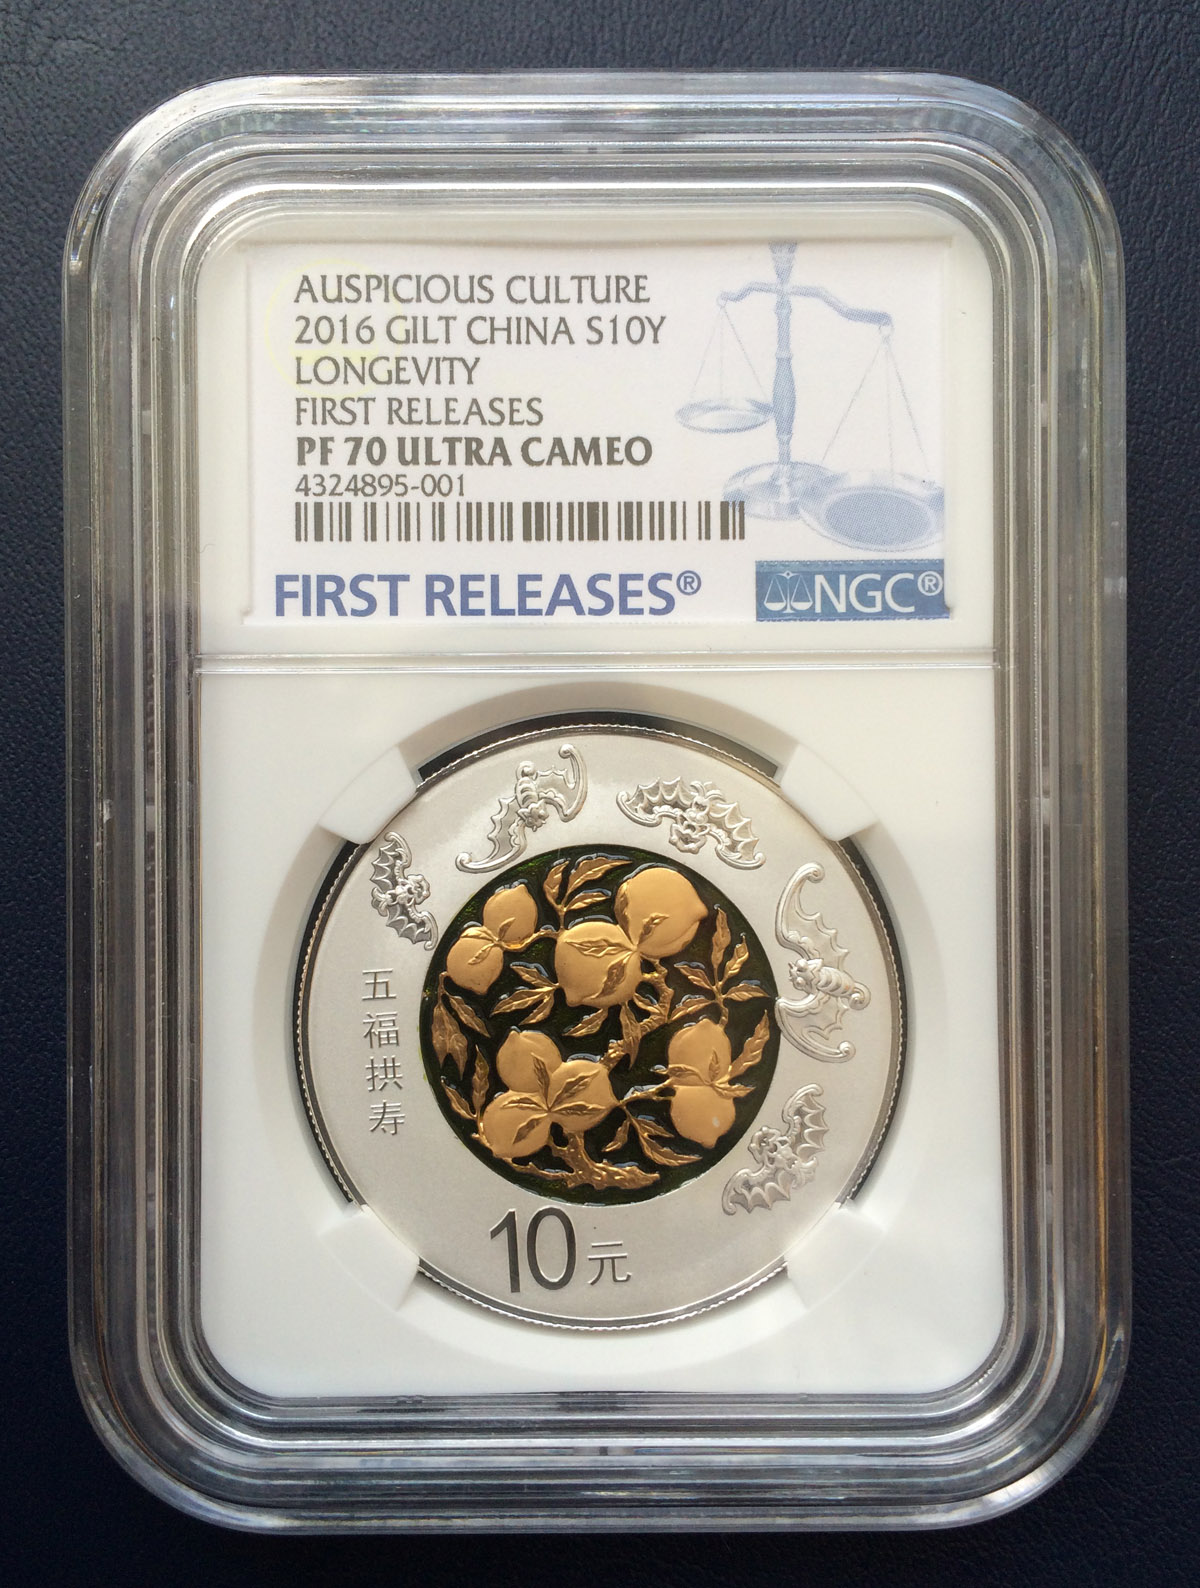 AUSPICIOUS CULTURE
2016 GILT CHINA S10Y
LONGEVITY
FIRST RELEASES
PF 70 ULTRA CAMEO
4324895-001
FIRST RELEASES®
NGC®
五福拱寿
10元